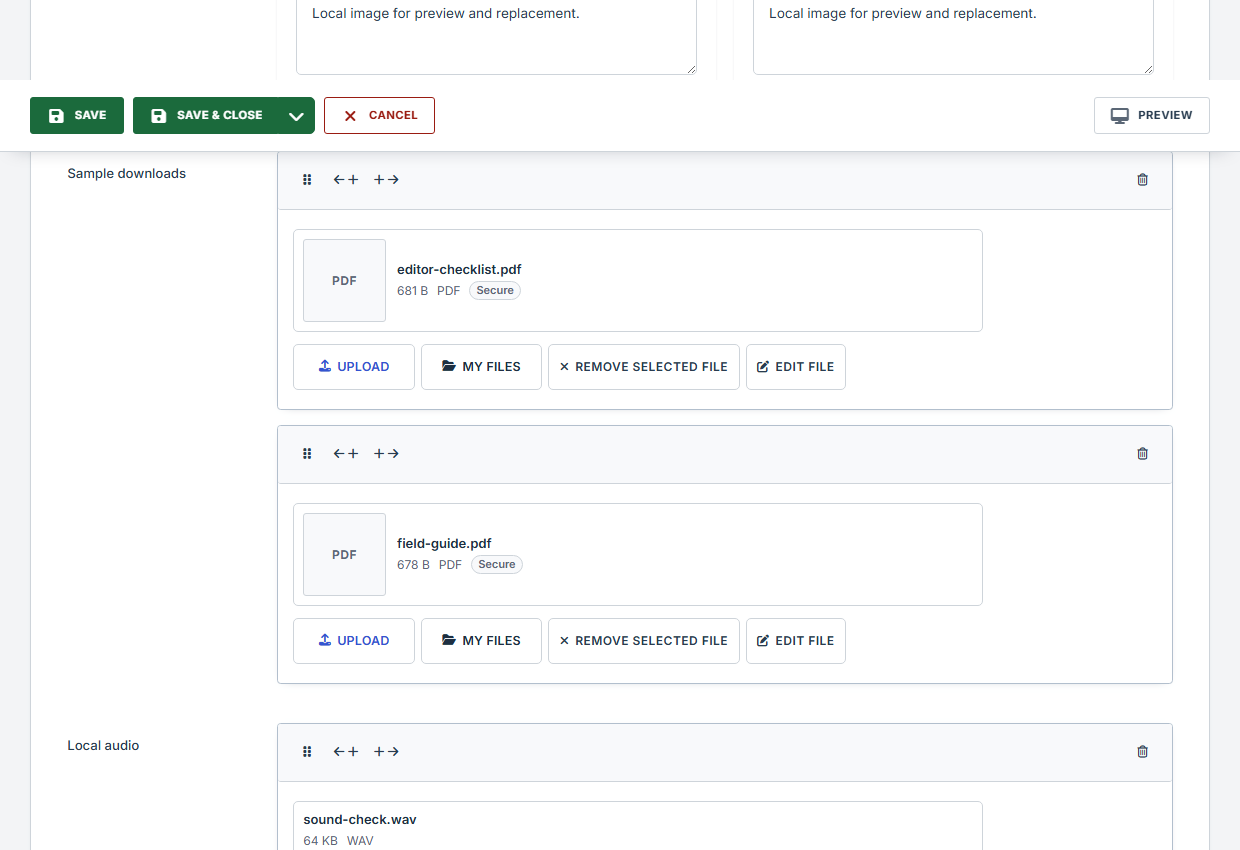 Local image for preview and replacement.
Local image for preview and replacement.
SAVE
SAVE & CLOSE
CANCEL
PREVIEW
Sample downloads
PDF
editor-checklist.pdf
681 B PDF Secure
UPLOAD
MY FILES
REMOVE SELECTED FILE
EDIT FILE
PDF
field-guide.pdf
678 B PDF Secure
UPLOAD
MY FILES
REMOVE SELECTED FILE
EDIT FILE
Local audio
sound-check.wav
64 KB WAV